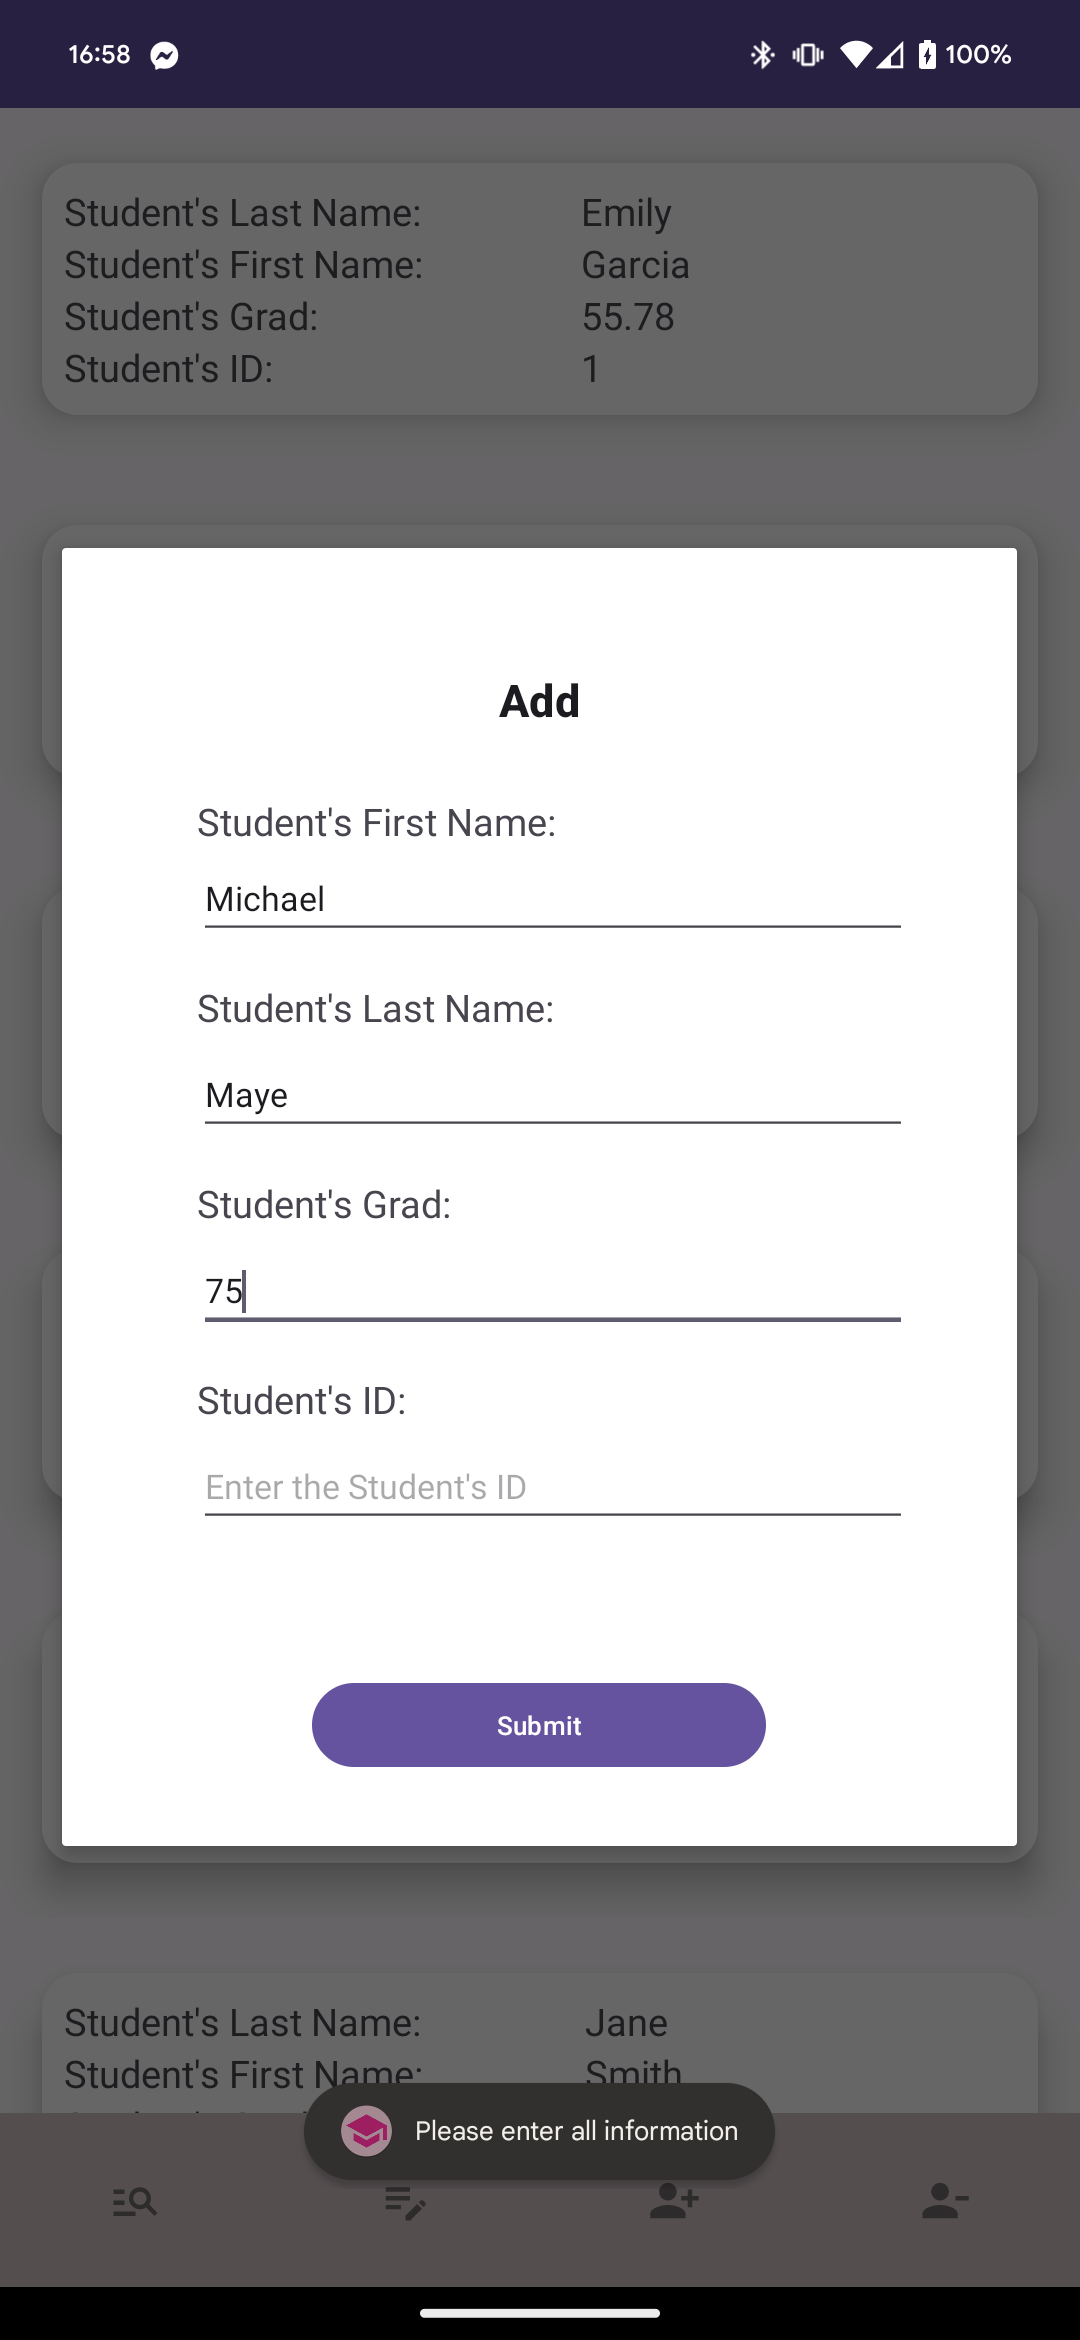 16:58
100%
Student's Last Name: Emily
Student's First Name: Garcia
Student's Grad: 55.78
Student's ID: 1
Add
Student's First Name:
Michael
Student's Last Name:
Maye
Student's Grad:
75
Student's ID:
Enter the Student's ID
Submit
Student's Last Name: Jane
Student's First Name: Smith
Please enter all information